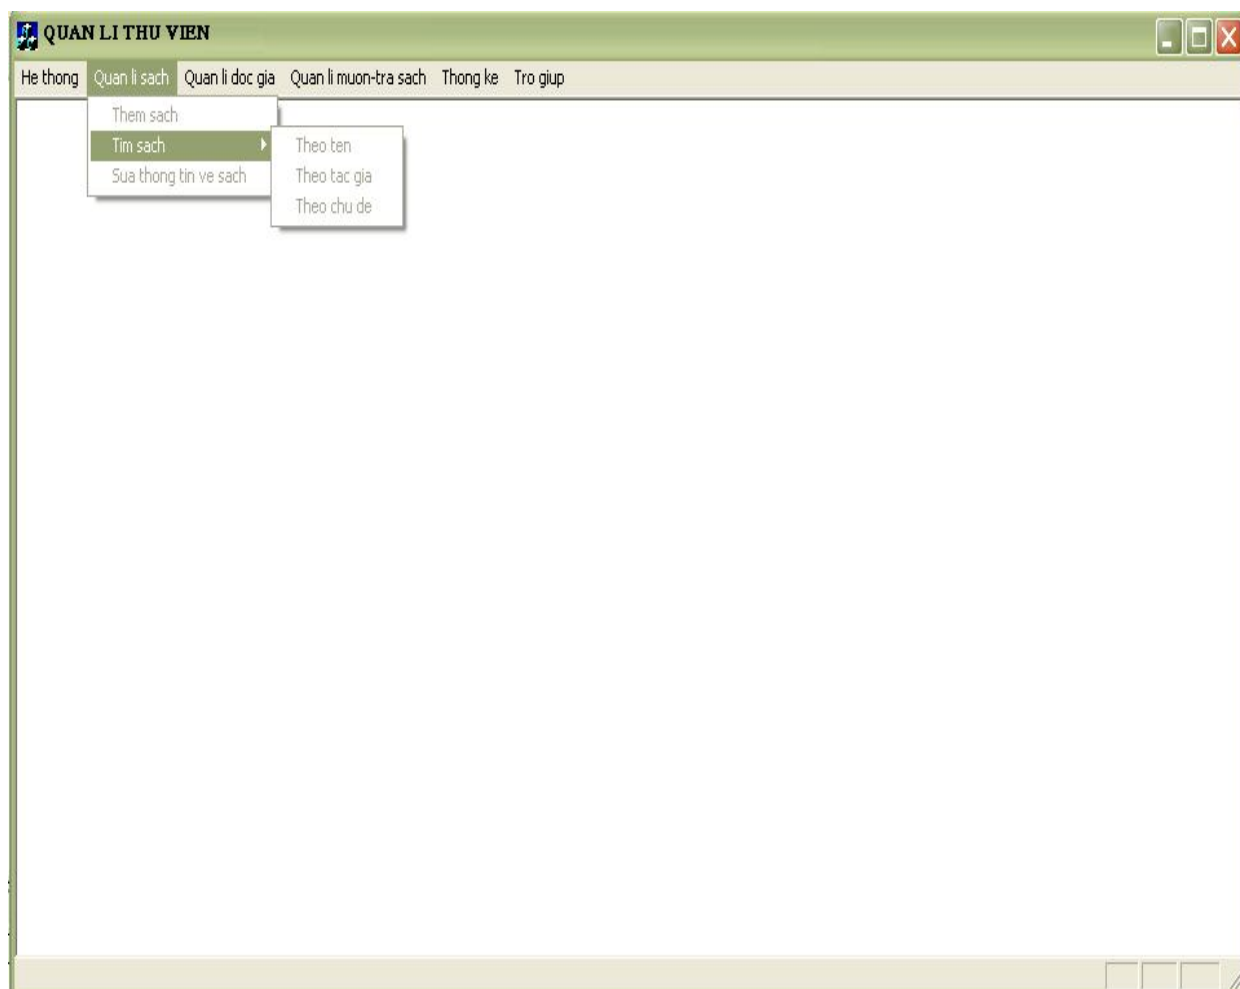 QUAN LI THU VIEN
He thong Quan li sach Quan li doc gia Quan li muon-tra sach Thong ke Tro giup
Them sach
Tim sach
Sua thong tin ve sach
Theo ten
Theo tac gia
Theo chu de